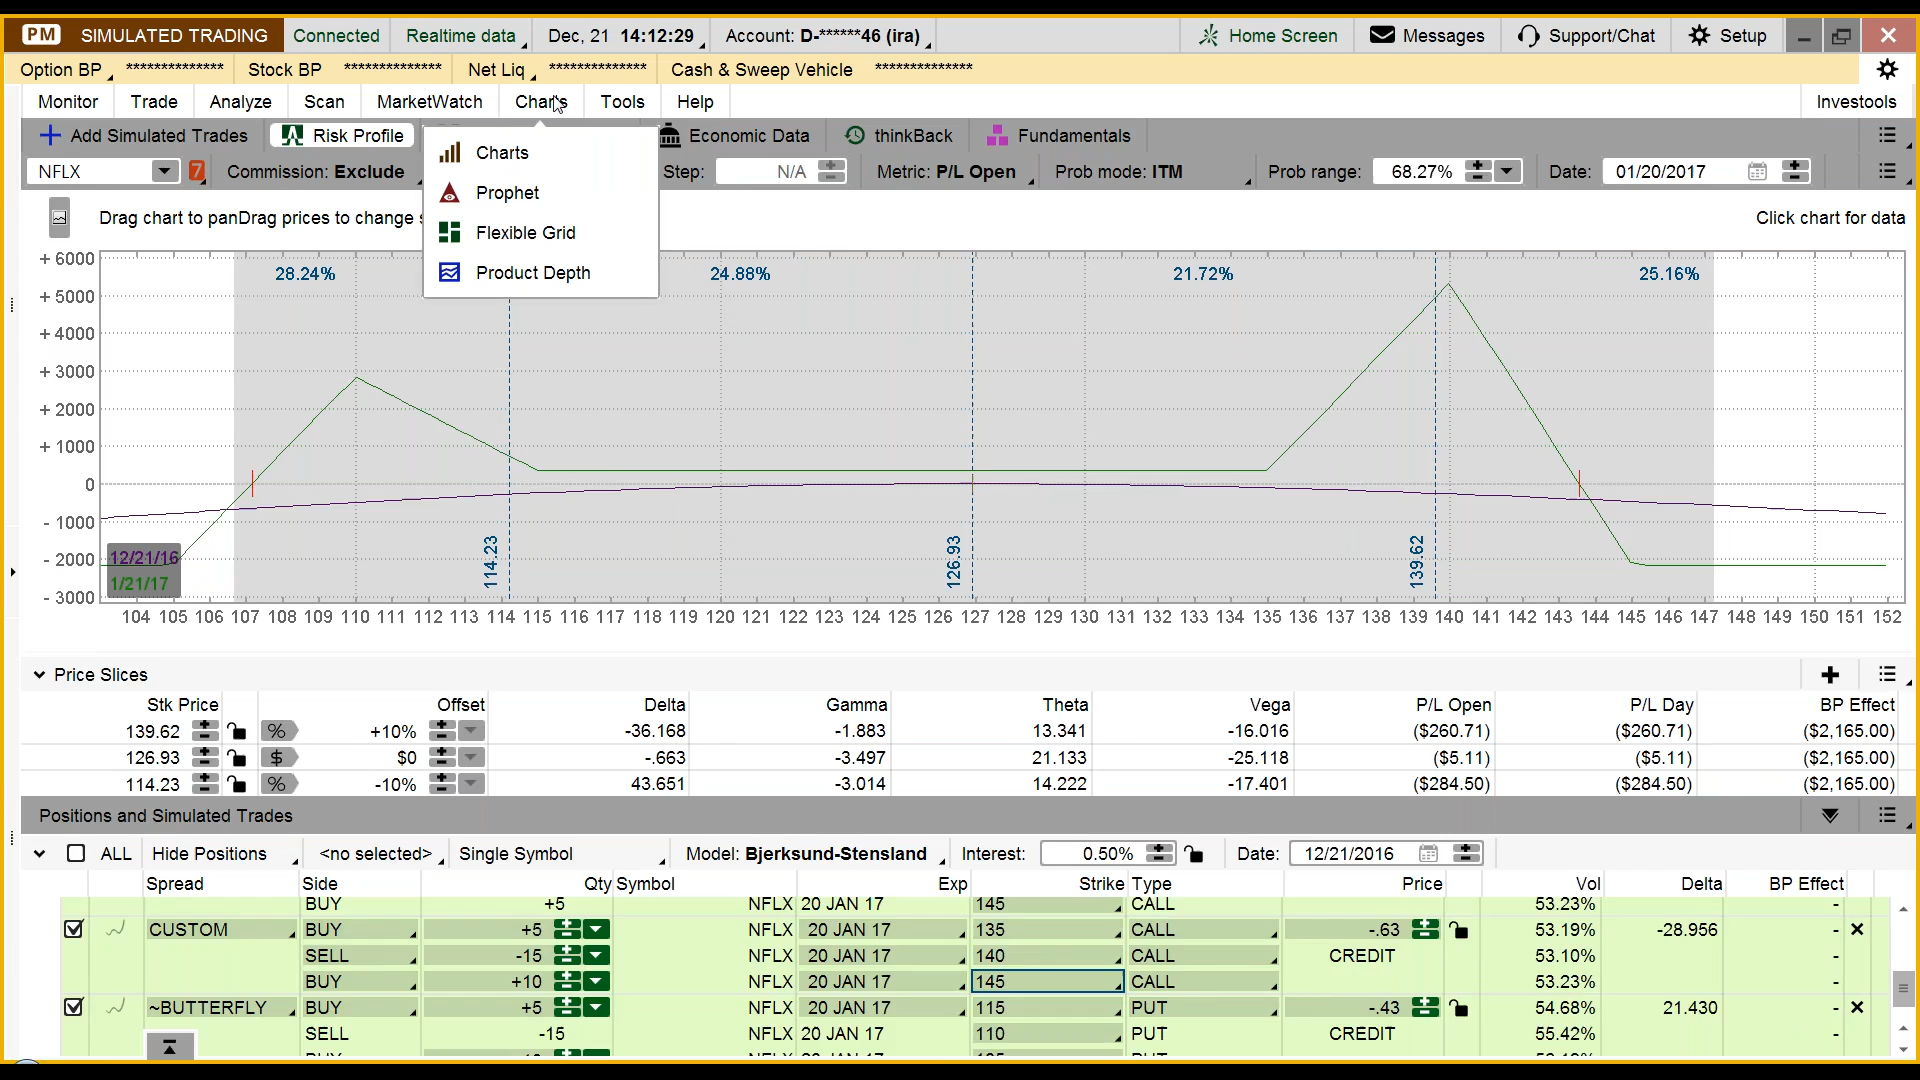 PM SIMULATED TRADING Connected Realtime data Dec, 21 14:12:29 Account: D-******46 (ira) Home Screen Messages Support/Chat Setup
Option BP ************** Stock BP ************** Net Liq ************** Cash & Sweep Vehicle **************
Monitor Trade Analyze Scan MarketWatch Charts Tools Help Investools
Add Simulated Trades Risk Profile Economic Data thinkBack Fundamentals
Charts
Prophet
Flexible Grid
Product Depth
NFLX 7 Commission: Exclude Step: N/A Metric: P/L Open Prob mode: ITM Prob range: 68.27% Date: 01/20/2017
Drag chart to panDrag prices to change Click chart for data
28.24% 24.88% 21.72% 25.16%
+ 6000
+ 5000
+ 4000
+ 3000
+ 2000
+ 1000
0
- 1000
- 2000
- 3000
114.23 126.93 139.62
12/21/16
1/21/17
104 105 106 107 108 109 110 111 112 113 114 115 116 117 118 119 120 121 122 123 124 125 126 127 128 129 130 131 132 133 134 135 136 137 138 139 140 141 142 143 144 145 146 147 148 149 150 151 152
Price Slices
Stk Price Offset Delta Gamma Theta Vega P/L Open P/L Day BP Effect
139.62 % +10% -36.168 -1.883 13.341 -16.016 ($260.71) ($260.71) ($2,165.00)
126.93 $ $0 -.663 -3.497 21.133 -25.118 ($5.11) ($5.11) ($2,165.00)
114.23 % -10% 43.651 -3.014 14.222 -17.401 ($284.50) ($284.50) ($2,165.00)
Positions and Simulated Trades
ALL Hide Positions <no selected> Single Symbol Model: Bjerksund-Stensland Interest: 0.50% Date: 12/21/2016
Spread Side Qty Symbol Exp Strike Type Price Vol Delta BP Effect
BUY +5 NFLX 20 JAN 17 145 CALL 53.23% -
CUSTOM BUY +5 NFLX 20 JAN 17 135 CALL -.63 53.19% -28.956 -
SELL -15 NFLX 20 JAN 17 140 CALL CREDIT 53.10% -
BUY +10 NFLX 20 JAN 17 145 CALL 53.23% -
~BUTTERFLY BUY +5 NFLX 20 JAN 17 115 PUT -.43 54.68% 21.430 -
SELL -15 NFLX 20 JAN 17 110 PUT CREDIT 55.42% -